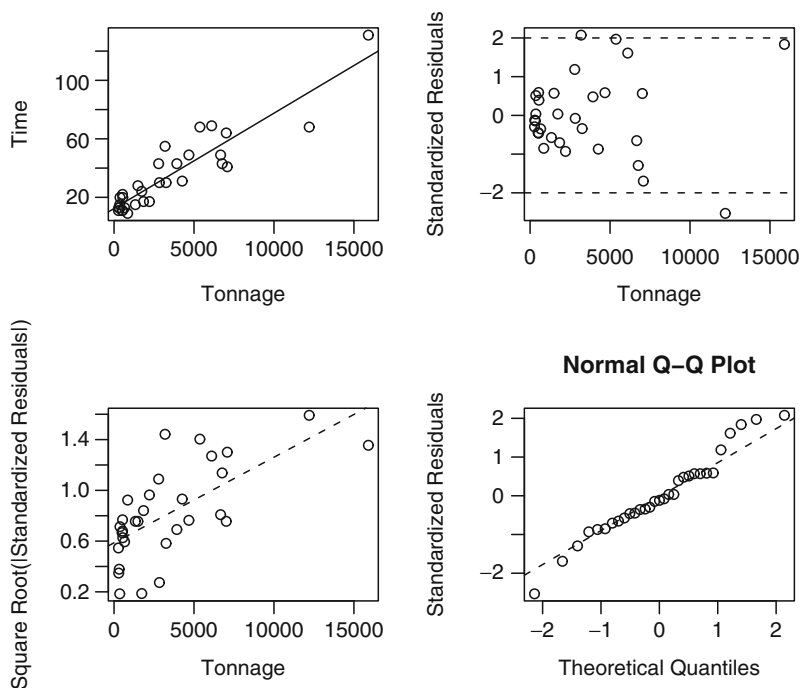 Time
100
60
20
0 5000 10000 15000
Tonnage
Standardized Residuals
2
1
0
−2
0 5000 10000 15000
Tonnage
Square Root(|Standardized Residuals|)
1.4
1.0
0.6
0.2
0 5000 10000 15000
Tonnage
Normal Q−Q Plot
Standardized Residuals
2
1
0
−2
−2 −1 0 1 2
Theoretical Quantiles